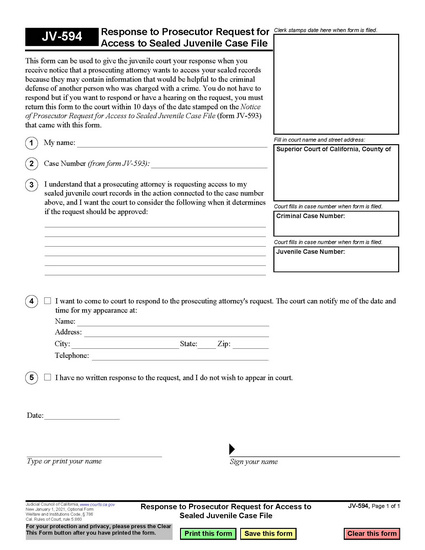 JV-594
Response to Prosecutor Request for
Access to Sealed Juvenile Case File
Clerk stamps date here when form is filed.
This form can be used to give the juvenile court your response when you
receive notice that a prosecuting attorney wants to access your sealed records
because they may contain information that would be helpful to the criminal
defense of another person who was charged with a crime. You do not have to
respond but if you want to respond or have a hearing on the request, you must
return this form to the court within 10 days of the date stamped on the Notice
of Prosecutor Request for Access to Sealed Juvenile Case File (form JV-593)
that came with this form.
Fill in court name and street address:
Superior Court of California, County of
1 My name:
2 Case Number (from form JV-593):
3 I understand that a prosecuting attorney is requesting access to my
sealed juvenile court records in the action connected to the case number
above, and I want the court to consider the following when it determines
if the request should be approved:
Court fills in case number when form is filed.
Criminal Case Number:
Court fills in case number when form is filed.
Juvenile Case Number:
4 I want to come to court to respond to the prosecuting attorney's request. The court can notify me of the date and
time for my appearance at:
Name:
Address:
City: State: Zip:
Telephone:
5 I have no written response to the request, and I do not wish to appear in court.
Date:
Type or print your name
Sign your name
Judicial Council of California, www.courts.ca.gov
New January 1, 2021, Optional Form
Welfare and Institutions Code, § 786
Cal. Rules of Court, rule 5.860
Response to Prosecutor Request for Access to
Sealed Juvenile Case File
JV-594, Page 1 of 1
For your protection and privacy, please press the Clear
This Form button after you have printed the form.
Print this form
Save this form
Clear this form